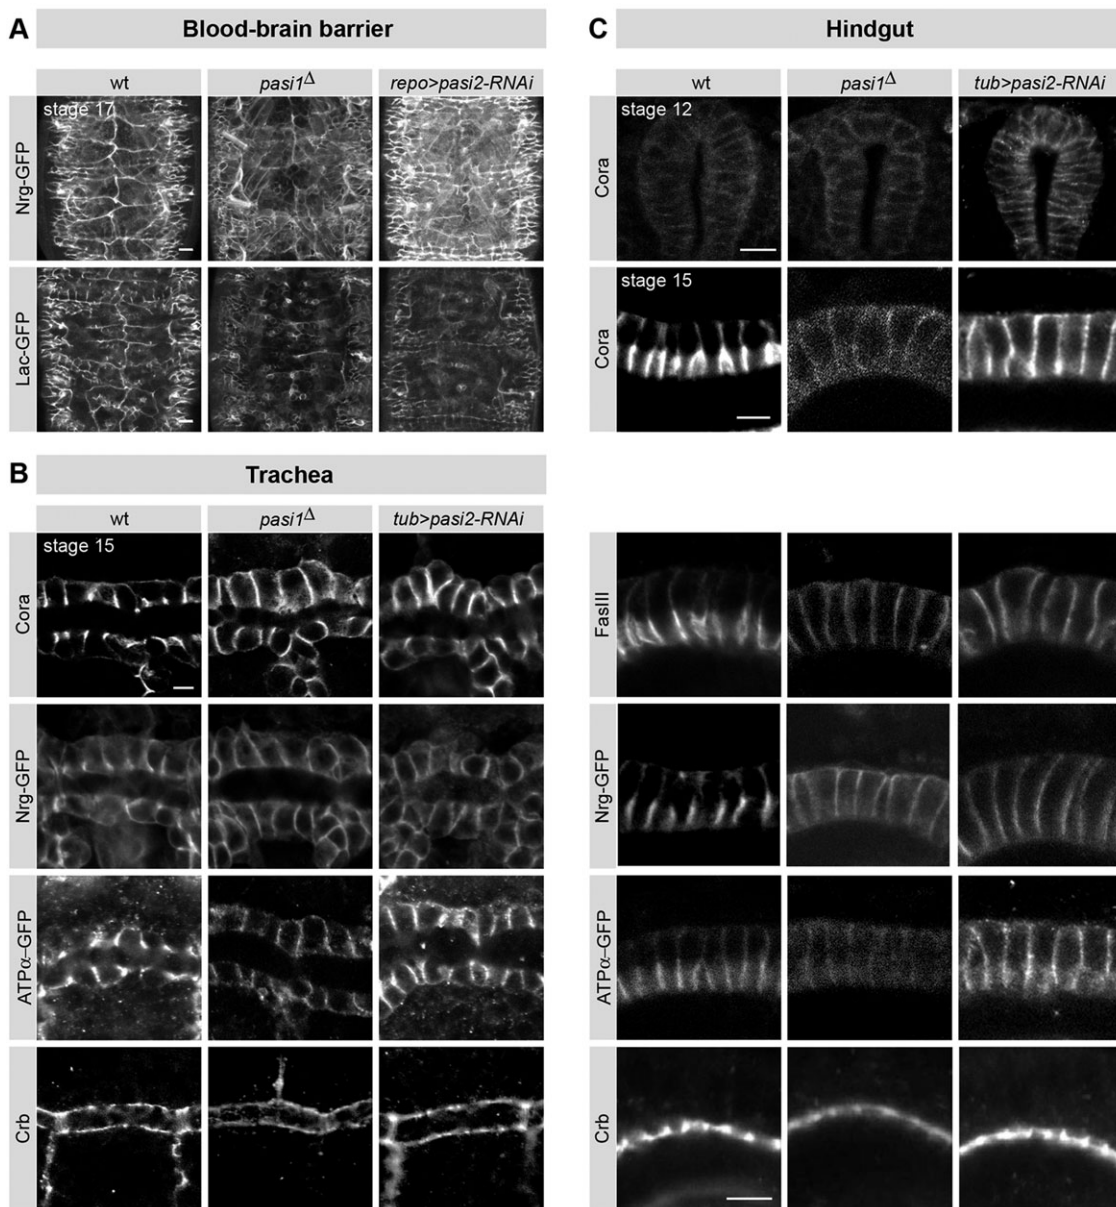 A
Blood-brain barrier
wt
pasi1Δ
repo>pasi2-RNAi
Nrg-GFP
stage 17
Lac-GFP
B
Trachea
wt
pasi1Δ
tub>pasi2-RNAi
Cora
stage 15
Nrg-GFP
ATPα–GFP
Crb
C
Hindgut
wt
pasi1Δ
tub>pasi2-RNAi
Cora
stage 12
Cora
stage 15
FasIII
Nrg-GFP
ATPα–GFP
Crb